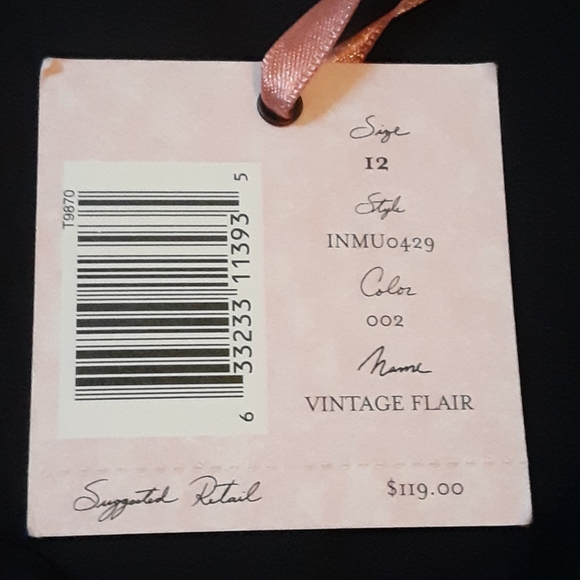 Size
12
Style
INMU0429
Color
002
Name
VINTAGE FLAIR
T9870
6 33233 11393 5
Suggested Retail $119.00